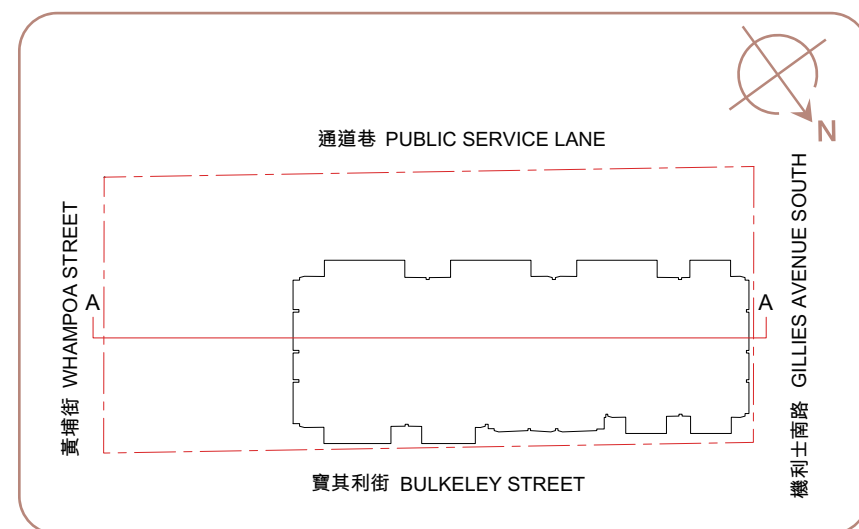 N
通道巷 PUBLIC SERVICE LANE
黃埔街 WHAMPOA STREET
A
A
機利士南路 GILLIES AVENUE SOUTH
寶其利街 BULKELEY STREET